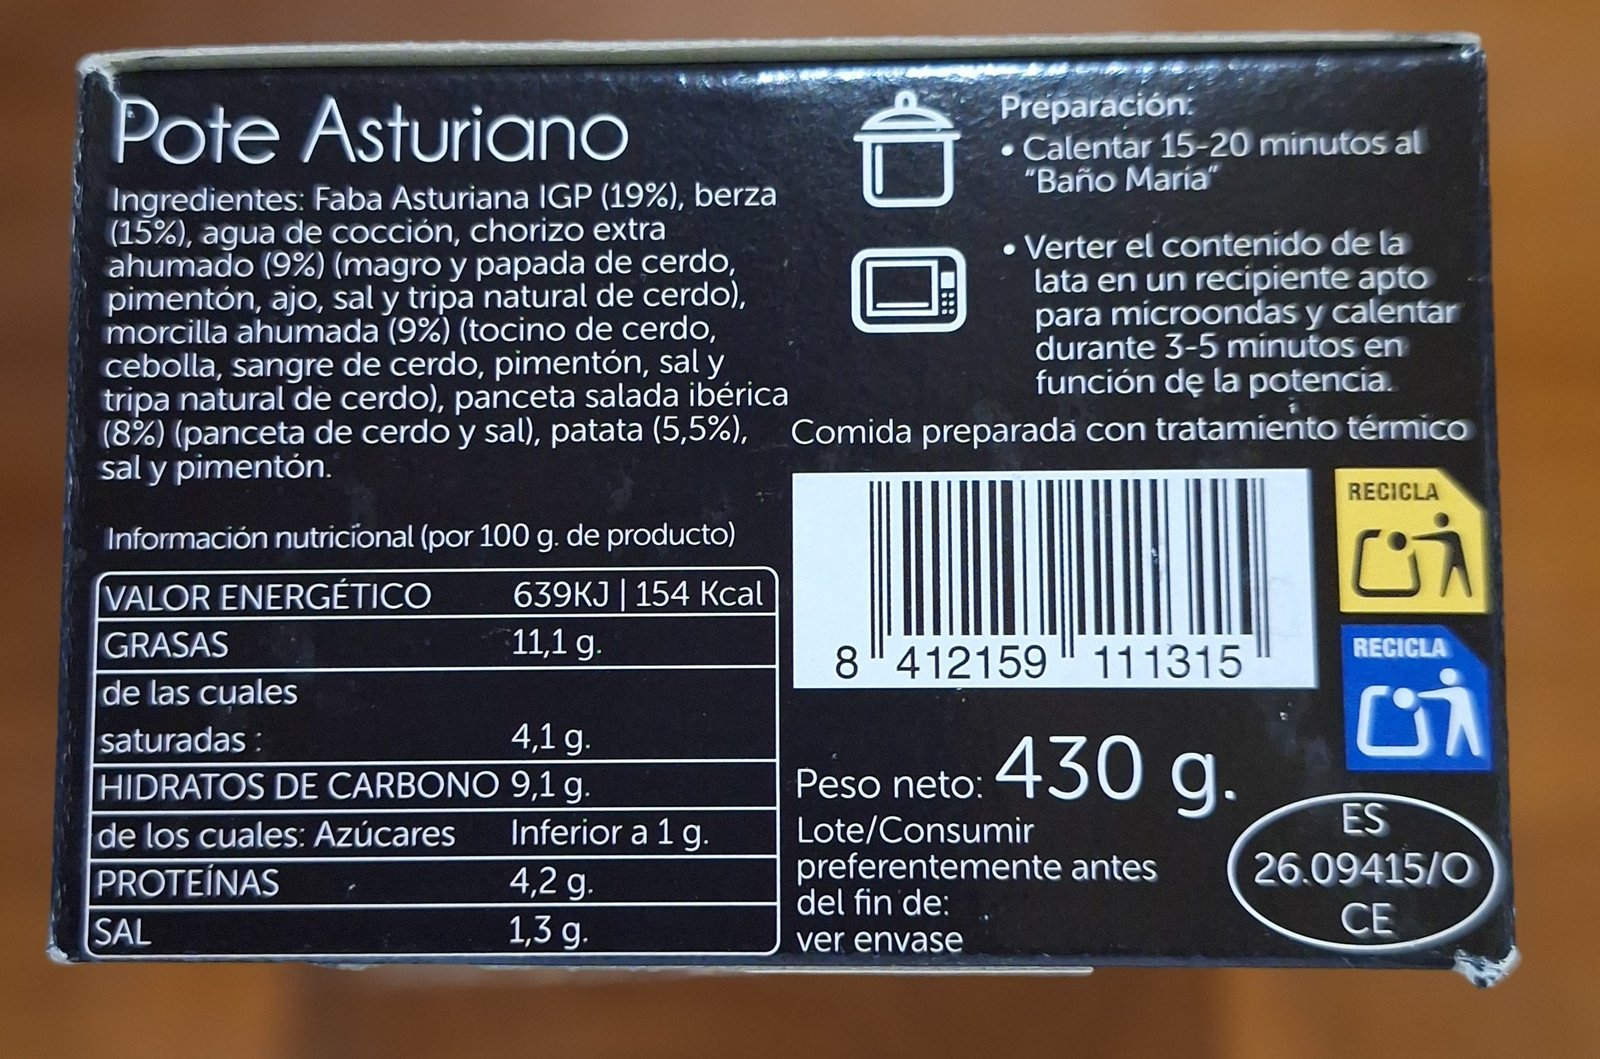 Pote Asturiano
Ingredientes: Faba Asturiana IGP (19%), berza
(15%), agua de cocción, chorizo extra
ahumado (9%) (magro y papada de cerdo,
pimentón, ajo, sal y tripa natural de cerdo),
morcilla ahumada (9%) (tocino de cerdo,
cebolla, sangre de cerdo, pimentón, sal y
tripa natural de cerdo), panceta salada ibérica
(8%) (panceta de cerdo y sal), patata (5,5%),
sal y pimentón.
Información nutricional (por 100 g. de producto)
VALOR ENERGÉTICO 639KJ | 154 Kcal
GRASAS 11,1 g.
de las cuales
saturadas : 4,1 g.
HIDRATOS DE CARBONO 9,1 g.
de los cuales: Azúcares Inferior a 1 g.
PROTEÍNAS 4,2 g.
SAL 1,3 g.
Preparación:
• Calentar 15-20 minutos al
"Baño María"
• Verter el contenido de la
lata en un recipiente apto
para microondas y calentar
durante 3-5 minutos en
función de la potencia.
Comida preparada con tratamiento térmico
8 412159 111315
RECICLA
RECICLA
Peso neto: 430 g.
Lote/Consumir
preferentemente antes
del fin de:
ver envase
ES
26.09415/O
CE